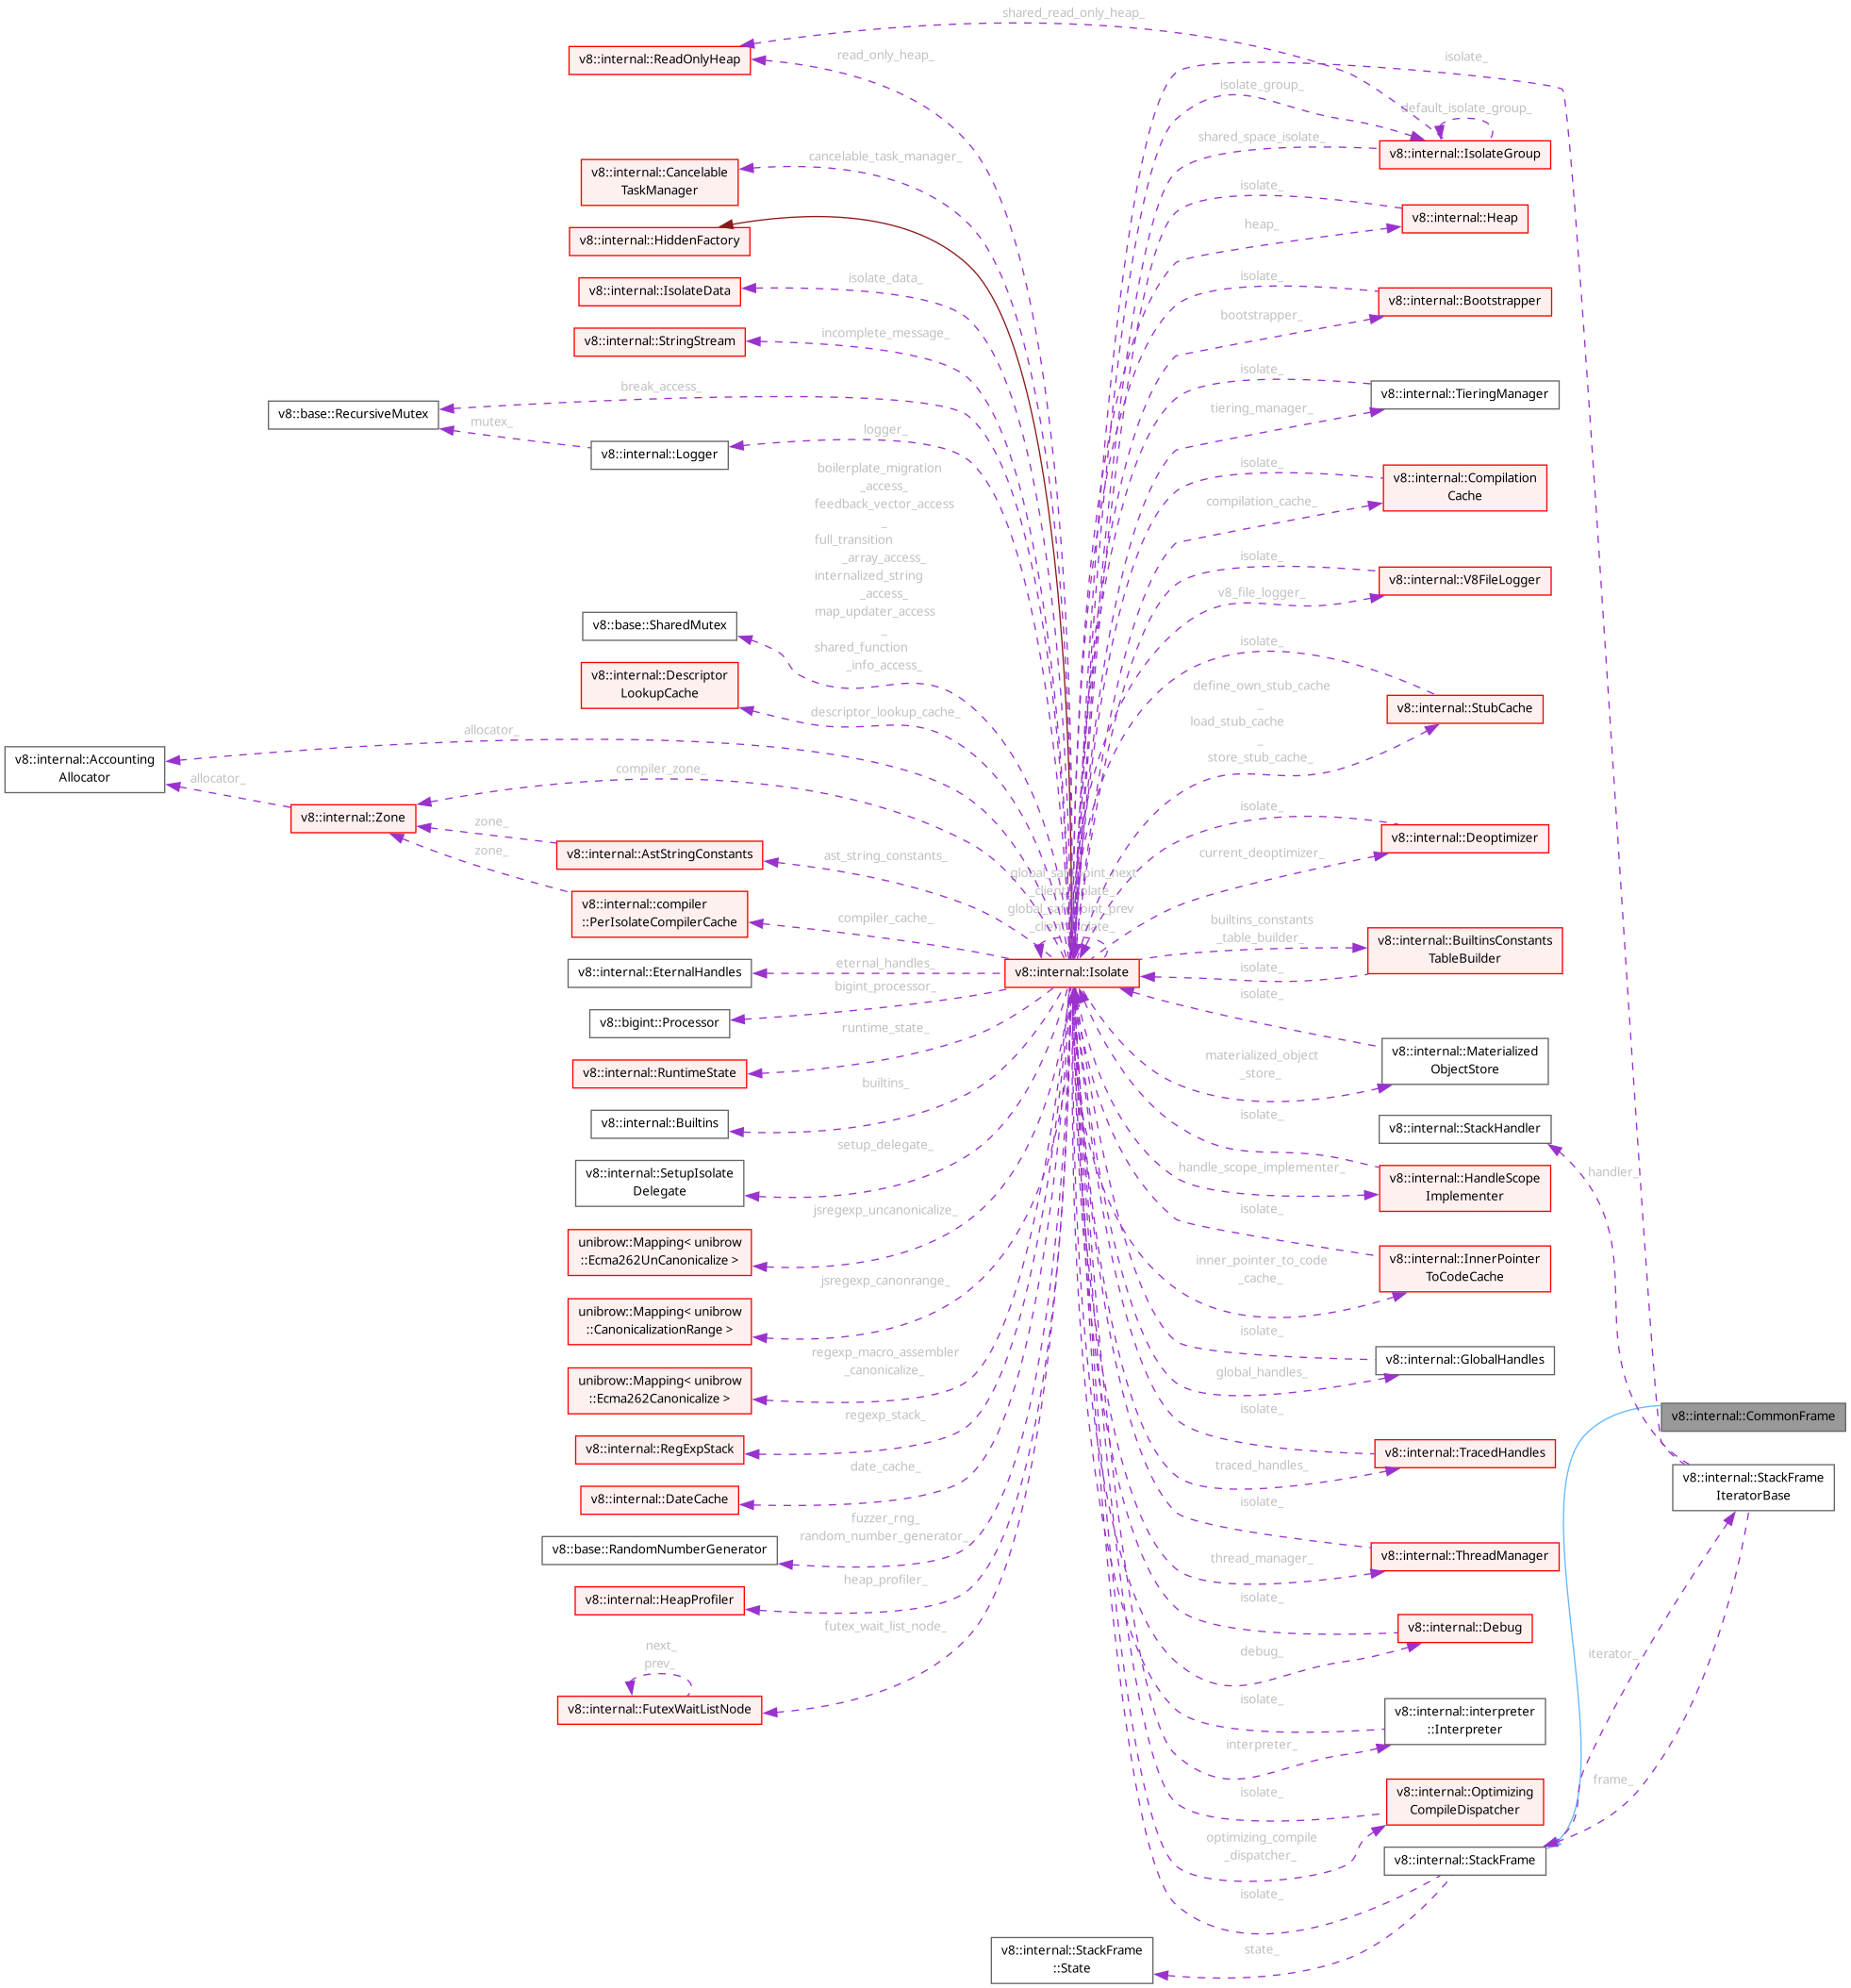 shared_read_only_heap_
v8::internal::ReadOnlyHeap
read_only_heap_
isolate_
isolate_group_
default_isolate_group_
shared_space_isolate_
v8::internal::IsolateGroup
cancelable_task_manager_
v8::internal::Cancelable
TaskManager
isolate_
v8::internal::Heap
heap_
v8::internal::HiddenFactory
isolate_data_
v8::internal::IsolateData
isolate_
v8::internal::Bootstrapper
bootstrapper_
incomplete_message_
v8::internal::StringStream
break_access_
v8::base::RecursiveMutex
mutex_
isolate_
v8::internal::TieringManager
tiering_manager_
logger_
v8::internal::Logger
isolate_
v8::internal::Compilation
Cache
compilation_cache_
boilerplate_migration
_access_
feedback_vector_access
_
full_transition
_array_access_
internalized_string
_access_
map_updater_access
_
shared_function
_info_access_
isolate_
v8::internal::V8FileLogger
v8_file_logger_
v8::base::SharedMutex
v8::internal::Descriptor
LookupCache
descriptor_lookup_cache_
isolate_
define_own_stub_cache
_
load_stub_cache
_
store_stub_cache_
v8::internal::StubCache
allocator_
v8::internal::Accounting
Allocator
allocator_
compiler_zone_
v8::internal::Zone
zone_
zone_
v8::internal::AstStringConstants
ast_string_constants_
isolate_
v8::internal::Deoptimizer
current_deoptimizer_
global_safepoint_next
_client_isolate_
global_safepoint_prev
_client_isolate_
v8::internal::compiler
::PerIsolateCompilerCache
compiler_cache_
builtins_constants
_table_builder_
v8::internal::BuiltinsConstants
TableBuilder
isolate_
v8::internal::EternalHandles
eternal_handles_
v8::internal::Isolate
bigint_processor_
v8::bigint::Processor
isolate_
runtime_state_
v8::internal::RuntimeState
materialized_object
_store_
v8::internal::Materialized
ObjectStore
builtins_
v8::internal::Builtins
isolate_
v8::internal::StackHandler
handler_
setup_delegate_
v8::internal::SetupIsolate
Delegate
handle_scope_implementer_
v8::internal::HandleScope
Implementer
jsregexp_uncanonicalize_
unibrow::Mapping< unibrow
::Ecma262UnCanonicalize >
isolate_
inner_pointer_to_code
_cache_
v8::internal::InnerPointer
ToCodeCache
jsregexp_canonrange_
unibrow::Mapping< unibrow
::CanonicalizationRange >
isolate_
v8::internal::GlobalHandles
global_handles_
regexp_macro_assembler
_canonicalize_
unibrow::Mapping< unibrow
::Ecma262Canonicalize >
isolate_
v8::internal::CommonFrame
regexp_stack_
v8::internal::RegExpStack
v8::internal::TracedHandles
traced_handles_
date_cache_
v8::internal::DateCache
v8::internal::StackFrame
IteratorBase
isolate_
fuzzer_rng_
random_number_generator_
v8::base::RandomNumberGenerator
v8::internal::ThreadManager
thread_manager_
heap_profiler_
v8::internal::HeapProfiler
isolate_
v8::internal::Debug
debug_
iterator_
futex_wait_list_node_
next_
prev_
v8::internal::FutexWaitListNode
isolate_
v8::internal::interpreter
::Interpreter
interpreter_
isolate_
v8::internal::Optimizing
CompileDispatcher
frame_
optimizing_compile
_dispatcher_
v8::internal::StackFrame
isolate_
state_
v8::internal::StackFrame
::State